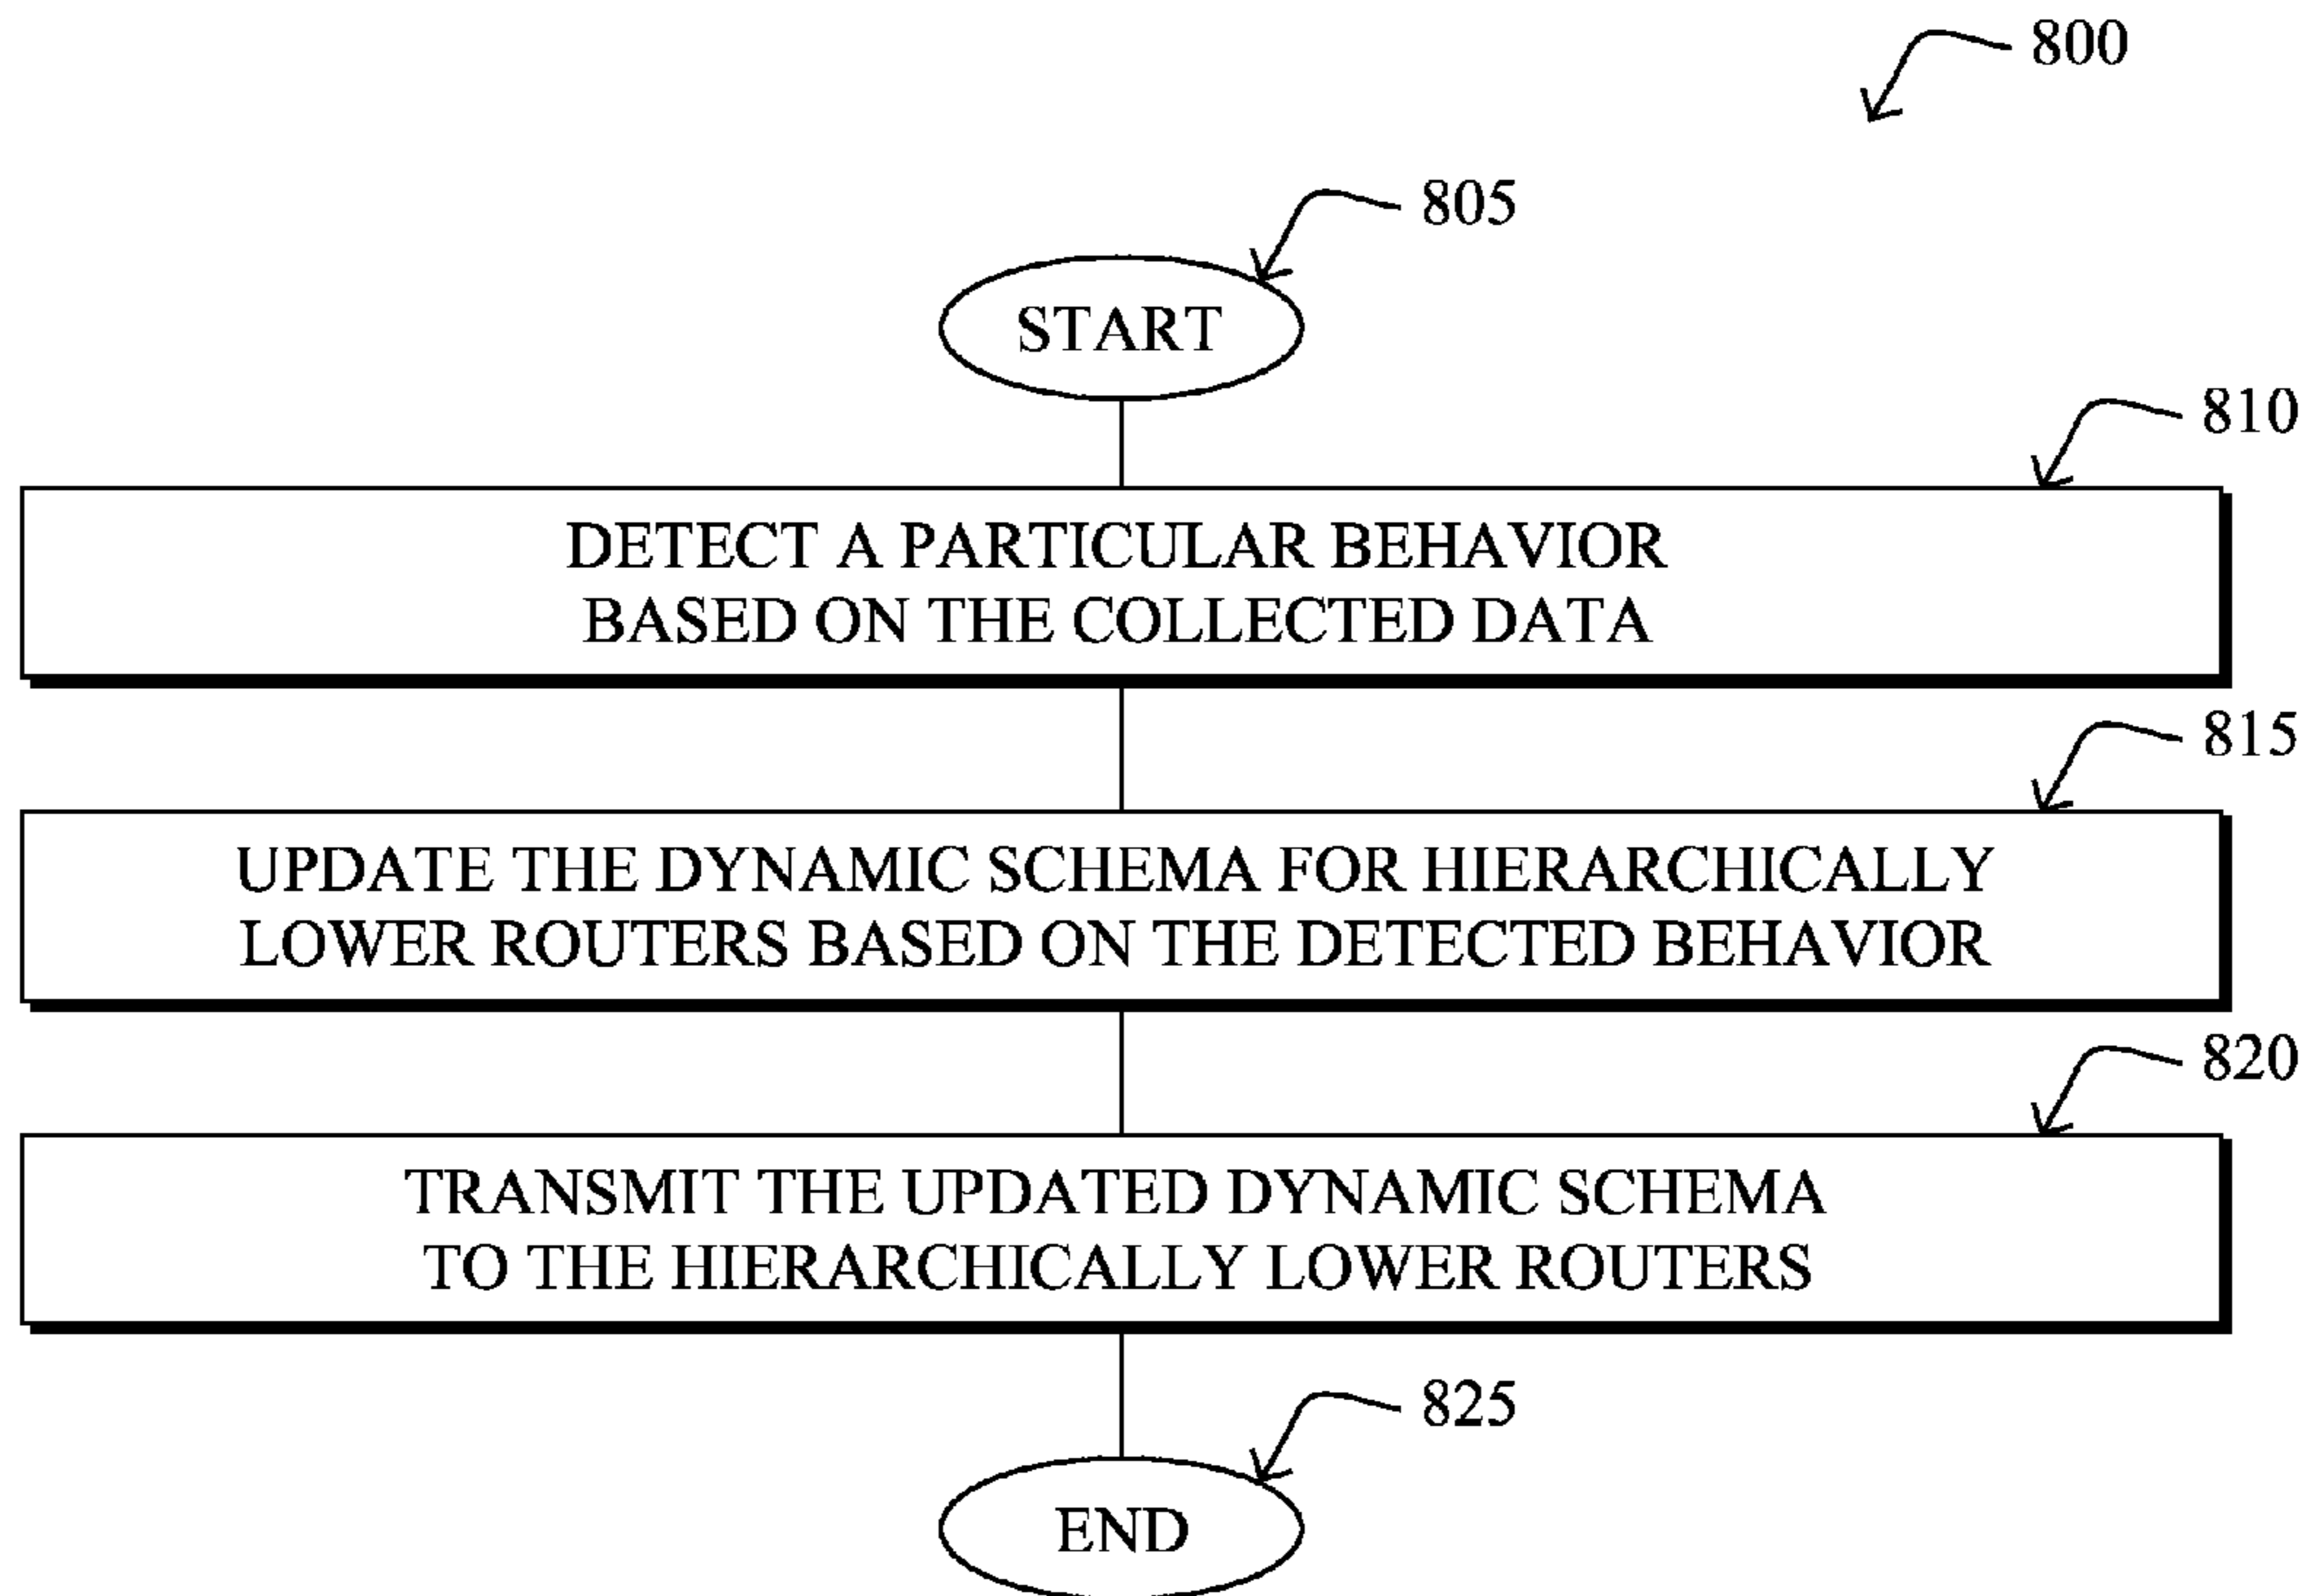 800
805
START
810
DETECT A PARTICULAR BEHAVIOR
BASED ON THE COLLECTED DATA
815
UPDATE THE DYNAMIC SCHEMA FOR HIERARCHICALLY
LOWER ROUTERS BASED ON THE DETECTED BEHAVIOR
820
TRANSMIT THE UPDATED DYNAMIC SCHEMA
TO THE HIERARCHICALLY LOWER ROUTERS
825
END